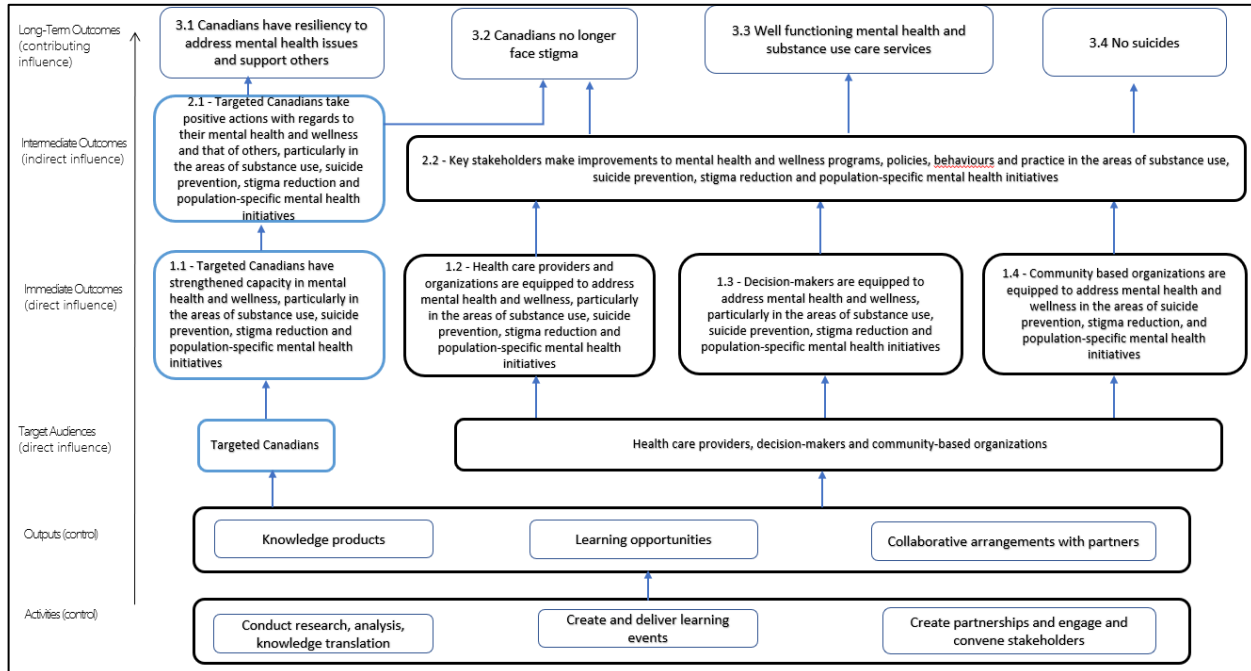 Long-Term Outcomes
(contributing
influence)
3.1 Canadians have resiliency to
address mental health issues
and support others
3.2 Canadians no longer
face stigma
3.3 Well functioning mental health and
substance use care services
3.4 No suicides
Intermediate Outcomes
(indirect influence)
2.1 - Targeted Canadians take
positive actions with regards to
their mental health and wellness
and that of others, particularly
in the areas of substance use,
suicide prevention, stigma
reduction and
population-specific mental health
initiatives
2.2 - Key stakeholders make improvements to mental health and wellness programs, policies, behaviours and practice in the areas of substance use,
suicide prevention, stigma reduction and population-specific mental health initiatives
Immediate Outcomes
(direct influence)
1.1 - Targeted Canadians have
strengthened capacity in mental
health and wellness, particularly
in the areas of substance use, suicide
prevention, stigma reduction and
population-specific mental health
initiatives
1.2 - Health care providers and
organizations are equipped to address
mental health and wellness, particularly
in the areas of substance use, suicide
prevention, stigma reduction and
population-specific mental health
initiatives
1.3 - Decision-makers are equipped to
address mental health and wellness,
particularly in the areas of substance use,
suicide prevention, stigma reduction and
population-specific mental health initiatives
1.4 - Community based organizations are
equipped to address mental health and
wellness in the areas of suicide
prevention, stigma reduction, and
population-specific mental health
initiatives
Target Audiences
(direct influence)
Targeted Canadians
Health care providers, decision-makers and community-based organizations
Outputs (control)
Knowledge products
Learning opportunities
Collaborative arrangements with partners
Activities (control)
Conduct research, analysis,
knowledge translation
Create and deliver learning
events
Create partnerships and engage and
convene stakeholders